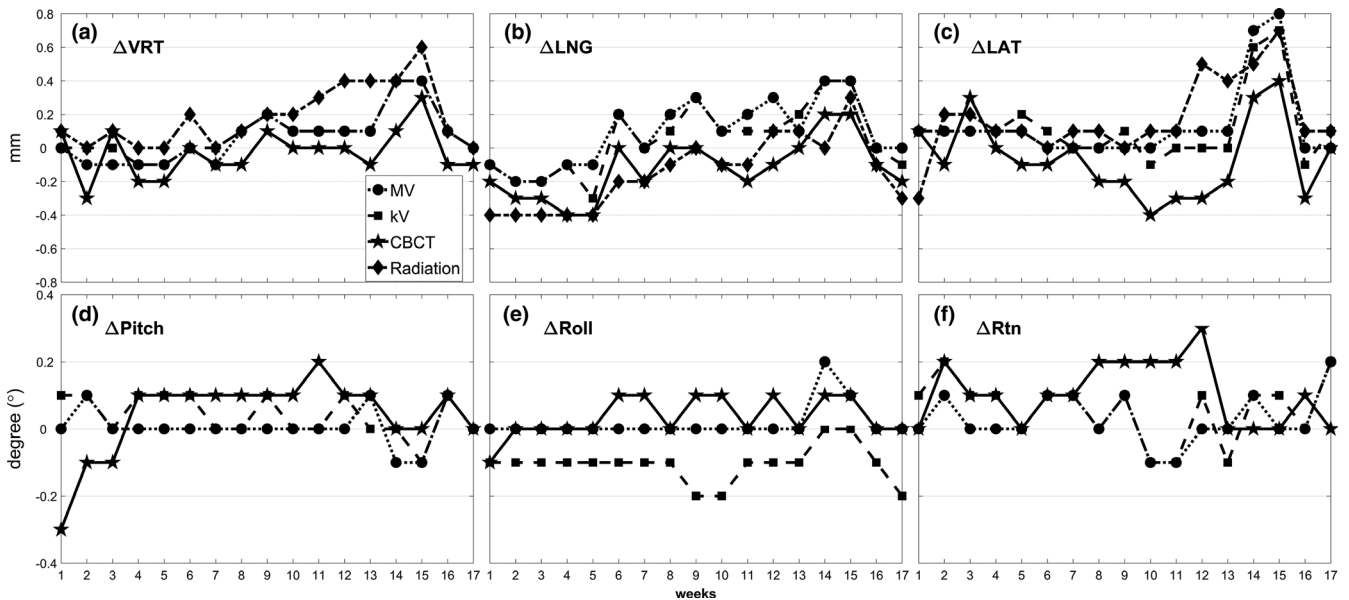 (a) ΔVRT
(b) ΔLNG
(c) ΔLAT
0.8
0.6
0.4
0.2
0
-0.2
-0.4
-0.6
-0.8
mm
MV
kV
CBCT
Radiation
(d) ΔPitch
(e) ΔRoll
(f) ΔRtn
0.4
0.2
0
-0.2
-0.4
degree (°)
1 2 3 4 5 6 7 8 9 10 11 12 13 14 15 16 17
1 2 3 4 5 6 7 8 9 10 11 12 13 14 15 16 17
1 2 3 4 5 6 7 8 9 10 11 12 13 14 15 16 17
weeks